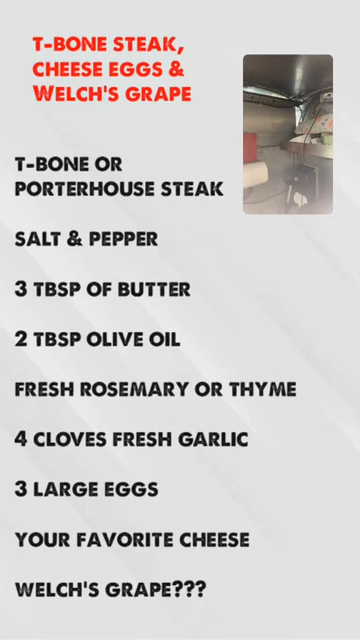 T-BONE STEAK,
CHEESE EGGS &
WELCH'S GRAPE
T-BONE OR
PORTERHOUSE STEAK
SALT & PEPPER
3 TBSP OF BUTTER
2 TBSP OLIVE OIL
FRESH ROSEMARY OR THYME
4 CLOVES FRESH GARLIC
3 LARGE EGGS
YOUR FAVORITE CHEESE
WELCH'S GRAPE???